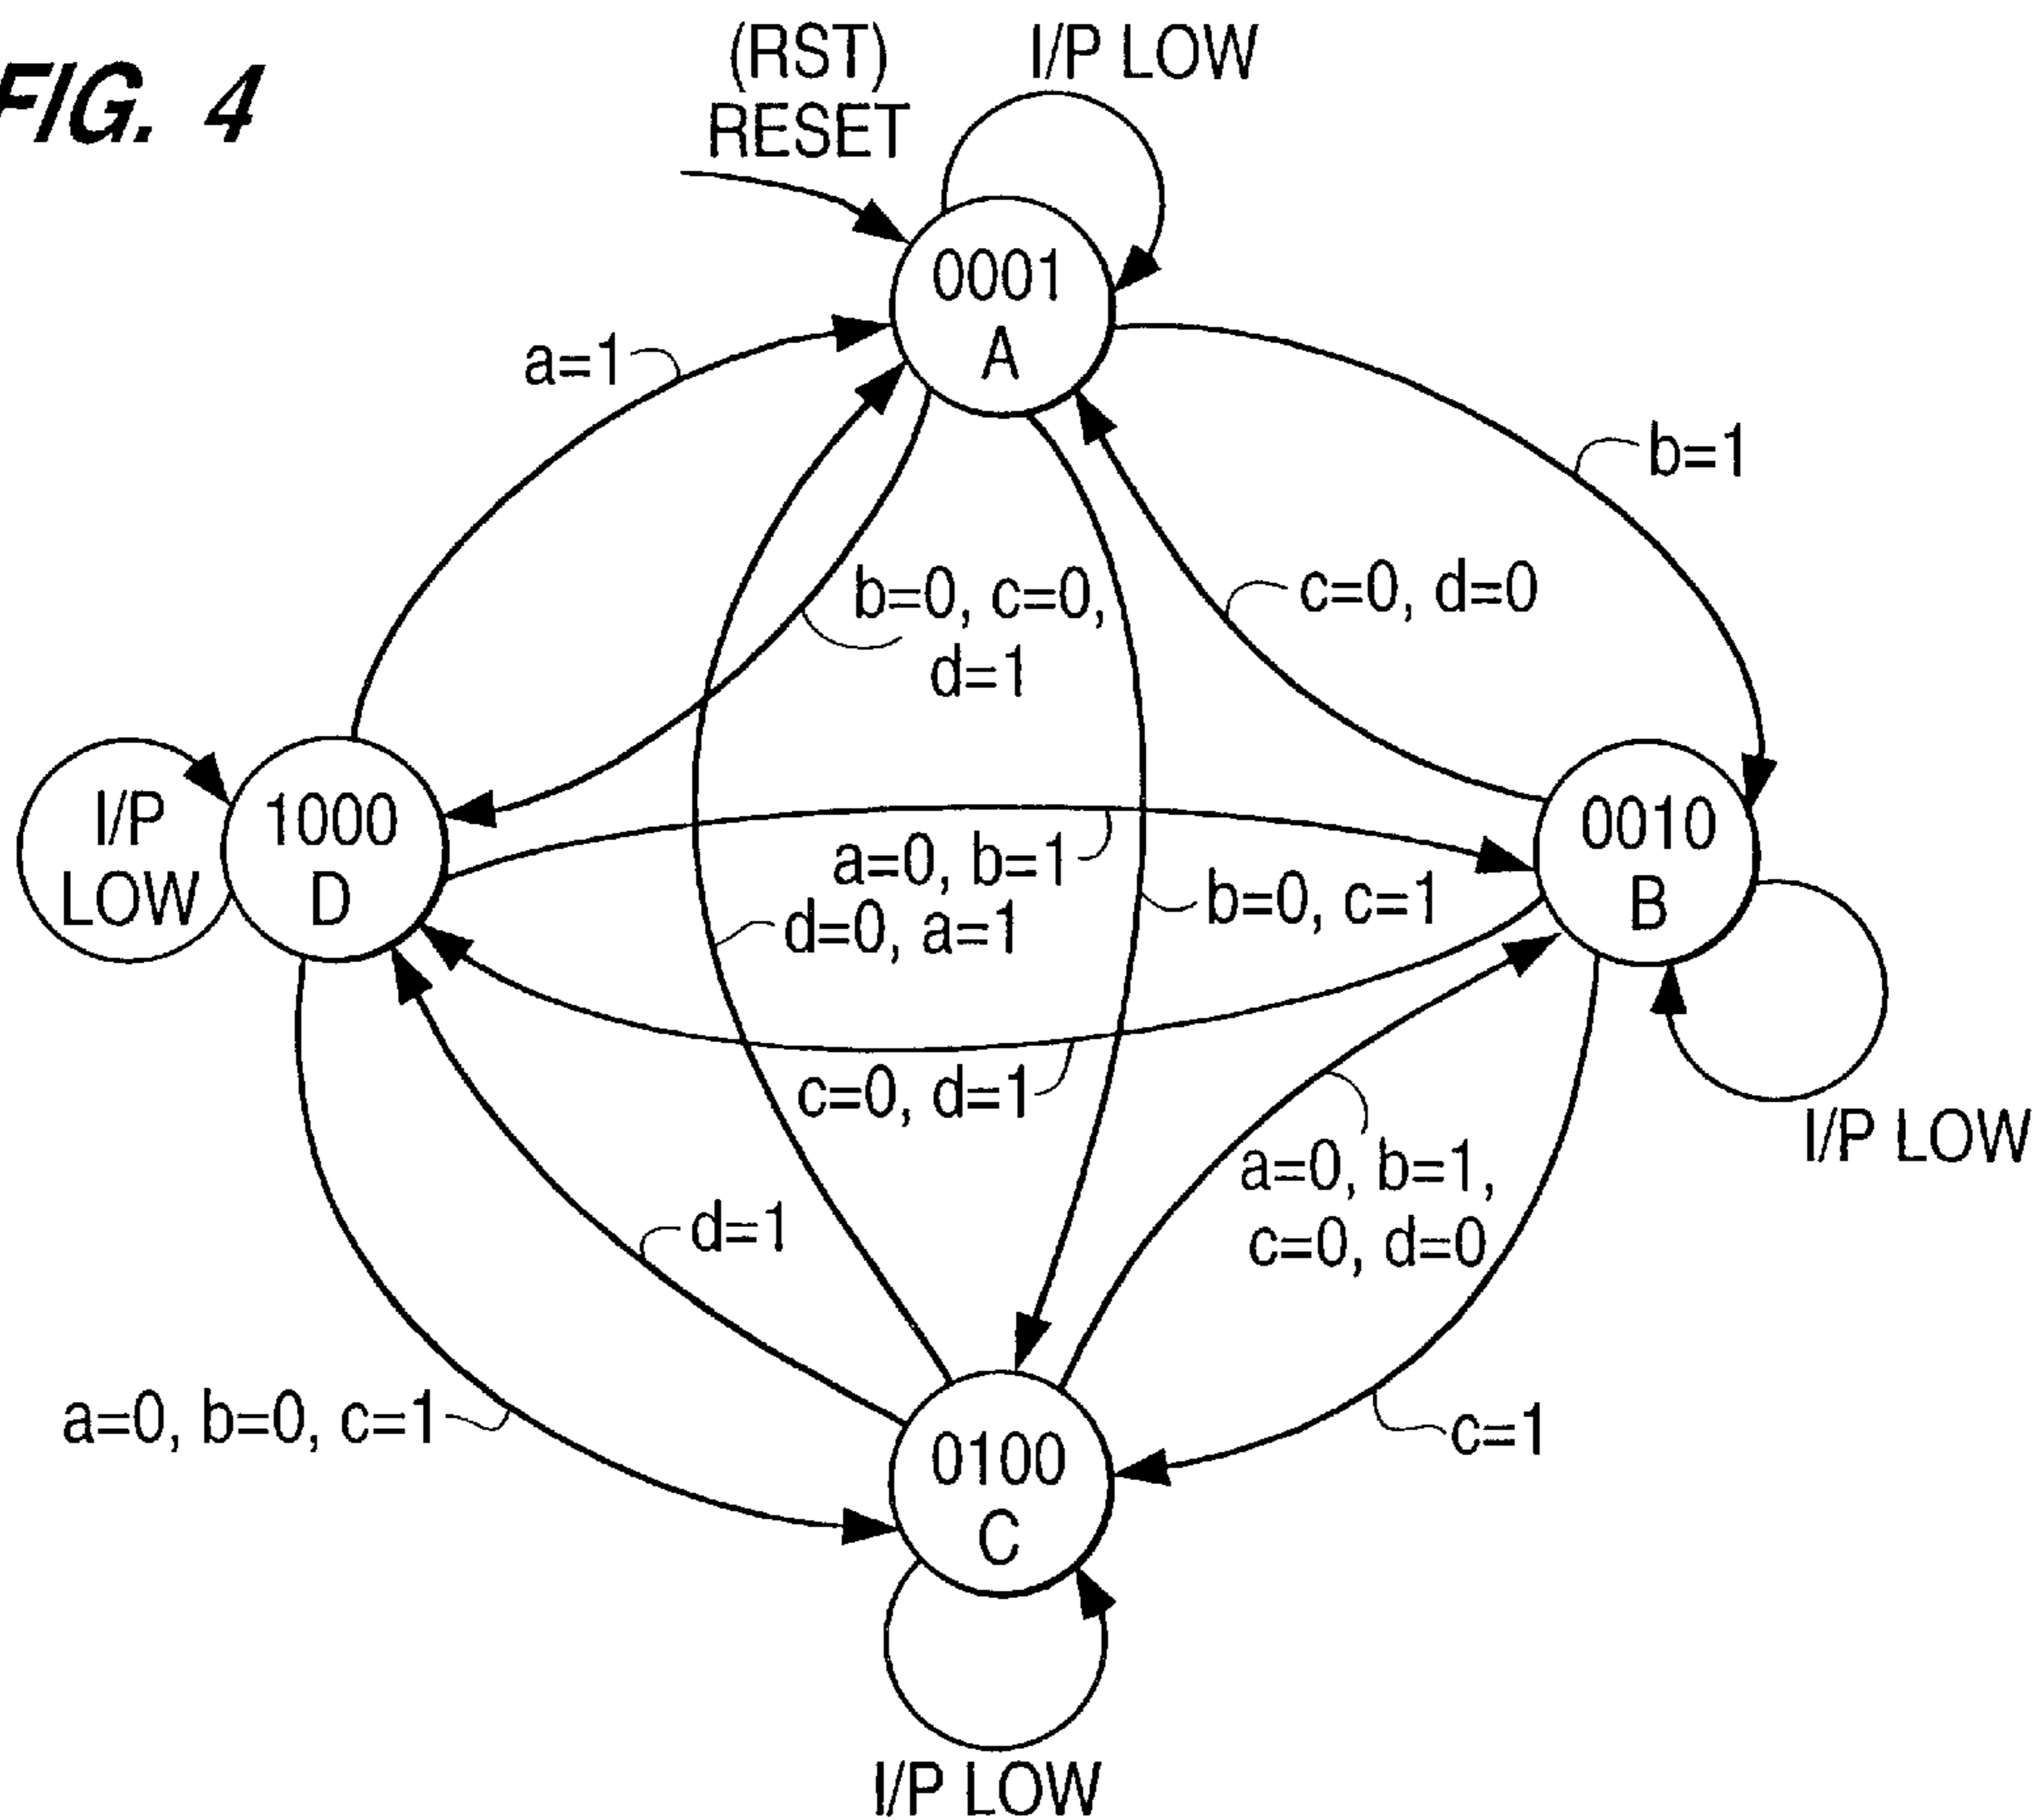 FIG. 4
(RST)
RESET
I/P LOW
0001
A
a=1
b=1
b=0, c=0,
d=1
c=0, d=0
I/P
LOW
1000
D
a=0, b=1
d=0, a=1
b=0, c=1
0010
B
c=0, d=1
I/P LOW
a=0, b=1,
c=0, d=0
d=1
a=0, b=0, c=1
c=1
0100
C
I/P LOW